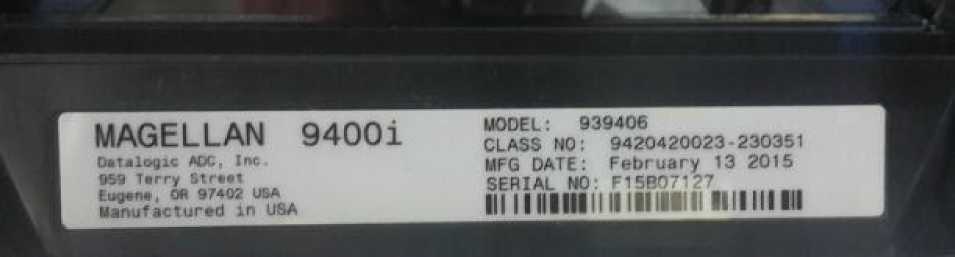 MAGELLAN 9400i
Datalogic ADC, Inc.
959 Terry Street
Eugene, OR 97402 USA
Manufactured in USA
MODEL: 939406
CLASS NO: 9420420023-230351
MFG DATE: February 13 2015
SERIAL NO: F15B07127